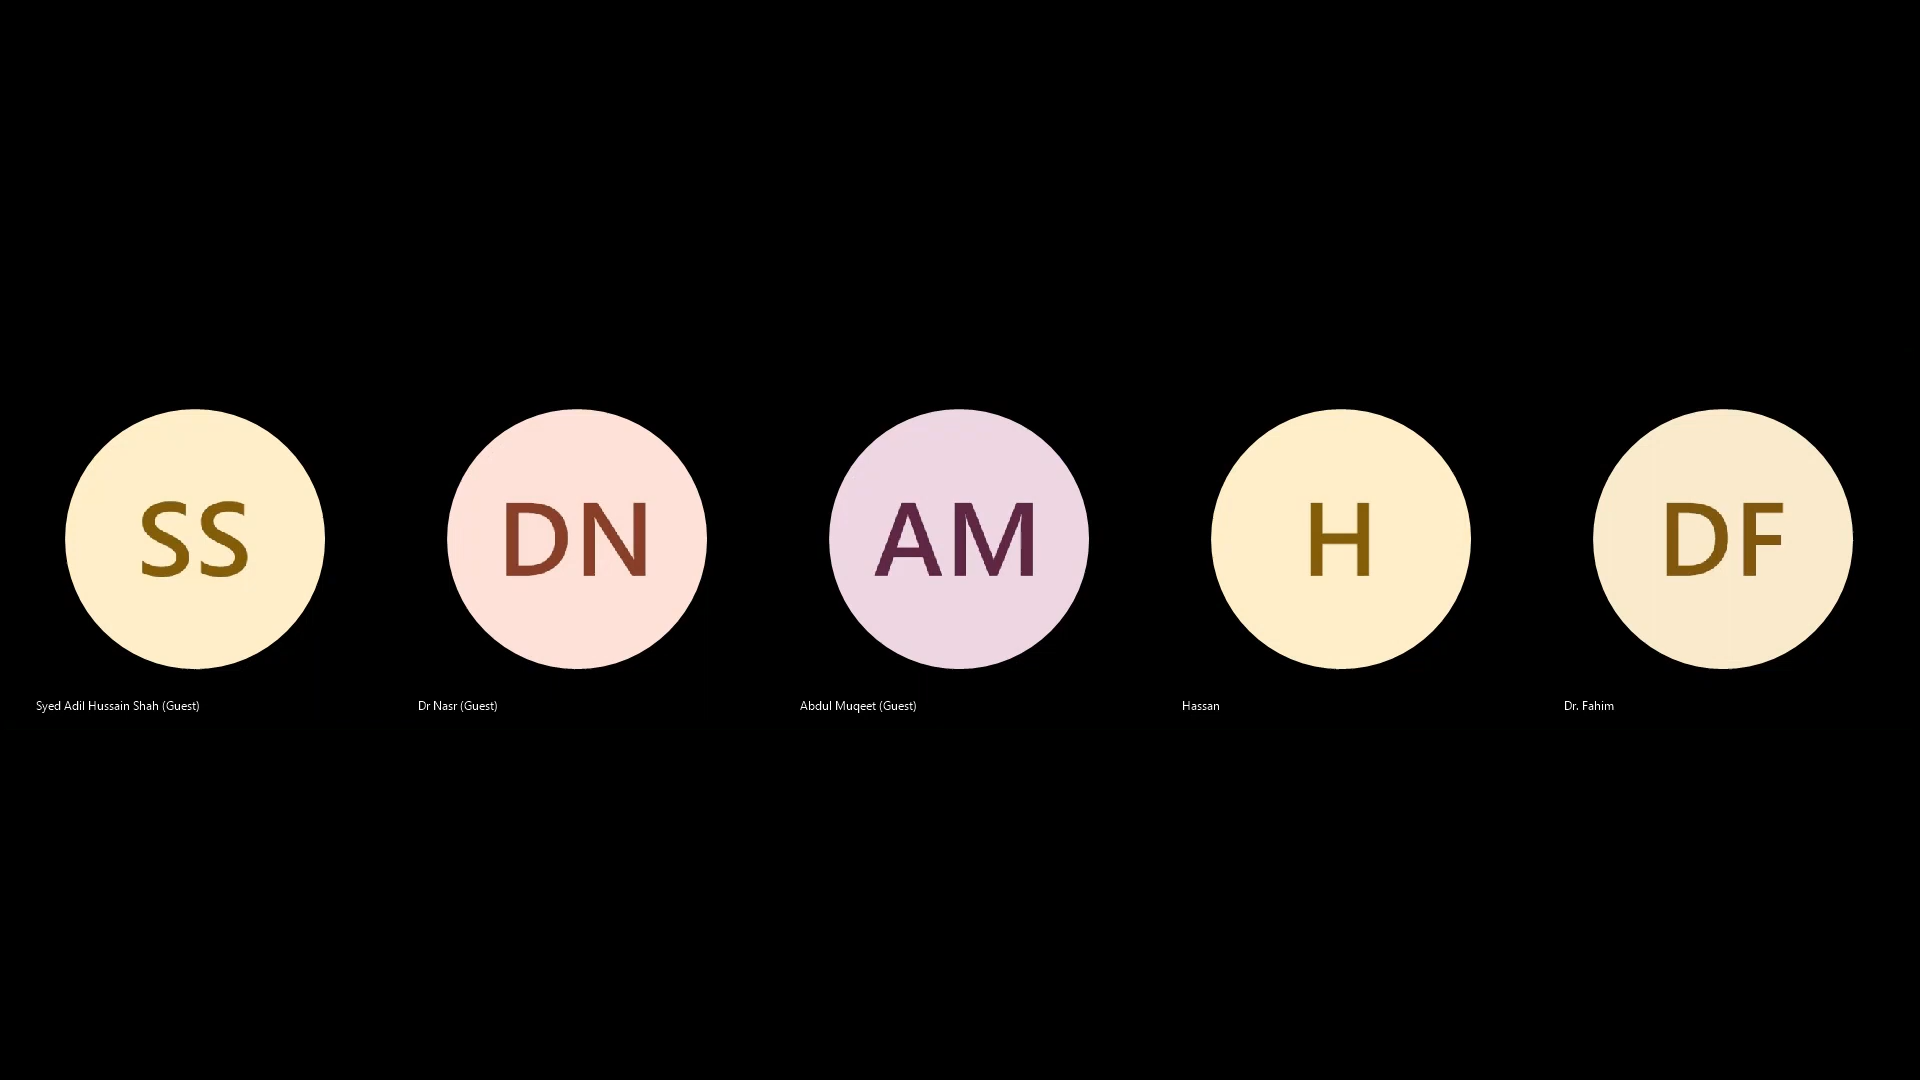 SS
DN
AM
H
DF
Syed Adil Hussain Shah (Guest)
Dr Nasr (Guest)
Abdul Muqeet (Guest)
Hassan
Dr. Fahim